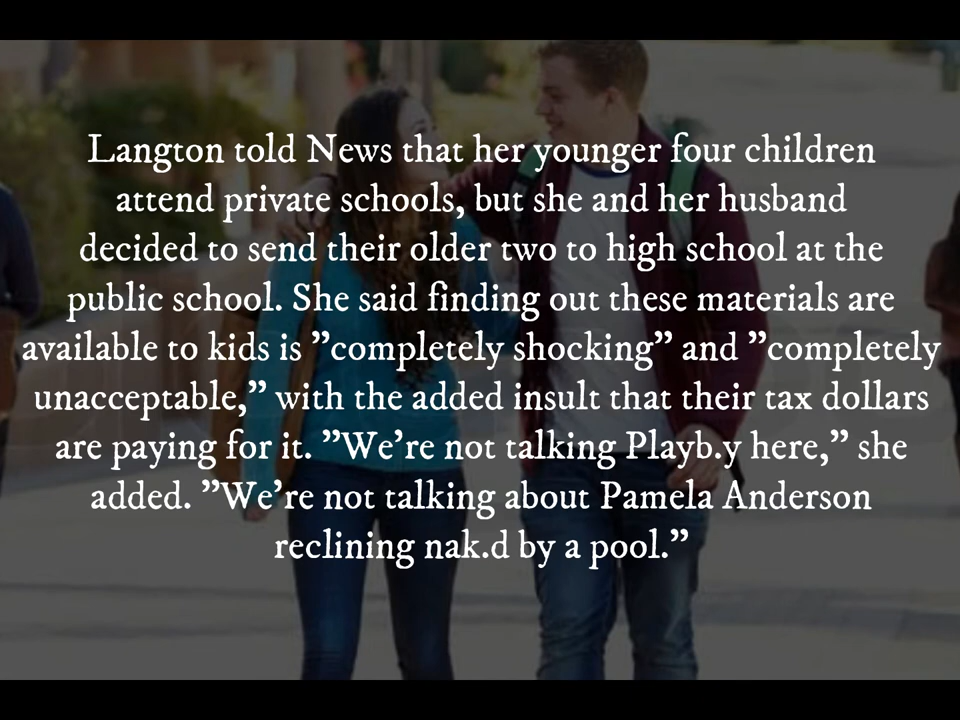 Langton told News that her younger four children
attend private schools, but she and her husband
decided to send their older two to high school at the
public school. She said finding out these materials are
available to kids is ”completely shocking” and ”completely
unacceptable,” with the added insult that their tax dollars
are paying for it. ”We’re not talking Playb.y here,” she
added. ”We’re not talking about Pamela Anderson
reclining nak.d by a pool.”